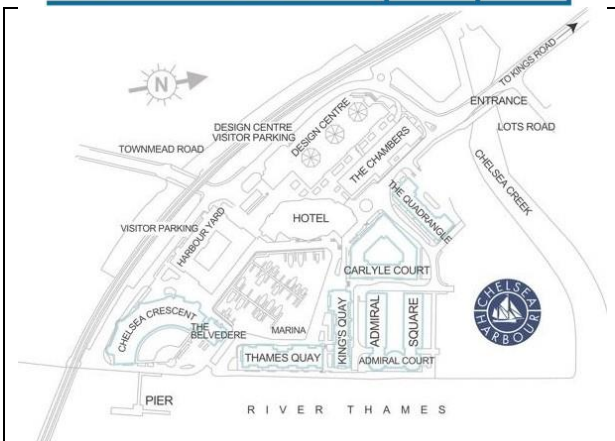 N
TO KINGS ROAD
ENTRANCE
LOTS ROAD
DESIGN CENTRE
DESIGN CENTRE
VISITOR PARKING
TOWNMEAD ROAD
THE CHAMBERS
CHELSEA CREEK
THE QUADRANGLE
HOTEL
VISITOR PARKING
HARBOUR YARD
CARLYLE COURT
CHELSEA CRESCENT
THE
BELVEDERE
MARINA
KING'S QUAY
ADMIRAL
SQUARE
CHELSEA
HARBOUR
THAMES QUAY
ADMIRAL COURT
PIER
RIVER THAMES